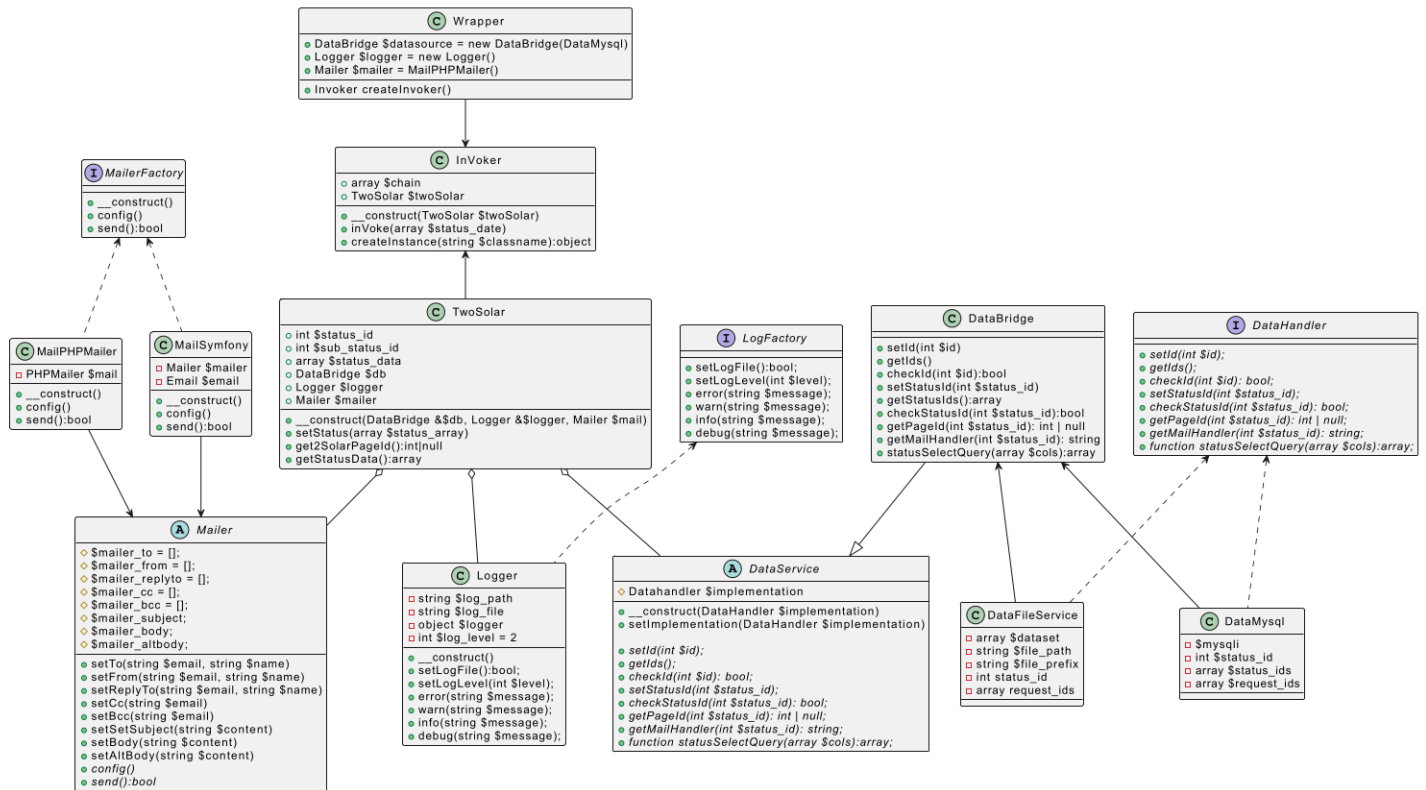 C Wrapper
DataBridge $datasource = new DataBridge(DataMysql)
Logger $logger = new Logger()
Mailer $mailer = MailPHPMailer()
Invoker createInvoker()
C InVoker
array $chain
TwoSolar $twoSolar
__construct(TwoSolar $twoSolar)
inVoke(array $status_date)
createInstance(string $classname):object
I MailerFactory
__construct()
config()
send():bool
C MailPHPMailer
PHPMailer $mail
__construct()
config()
send():bool
C MailSymfony
Mailer $mailer
Email $email
__construct()
config()
send():bool
C TwoSolar
int $status_id
int $sub_status_id
array $status_data
DataBridge $db
Logger $logger
Mailer $mailer
__construct(DataBridge &$db, Logger &$logger, Mailer $mail)
setStatus(array $status_array)
get2SolarPageId():int|null
getStatusData():array
I LogFactory
setLogFile():bool;
setLogLevel(int $level);
error(string $message);
warn(string $message);
info(string $message);
debug(string $message);
C DataBridge
setId(int $id)
getIds()
checkId(int $id):bool
setStatusId(int $status_id)
getStatusIds():array
checkStatusId(int $status_id):bool
getPageId(int $status_id): int | null
getMailHandler(int $status_id): string
statusSelectQuery(array $cols):array
I DataHandler
setId(int $id);
getIds();
checkId(int $id): bool;
setStatusId(int $status_id);
checkStatusId(int $status_id): bool;
getPageId(int $status_id): int | null;
getMailHandler(int $status_id): string;
function statusSelectQuery(array $cols):array;
A Mailer
$mailer_to = [];
$mailer_from = [];
$mailer_replyto = [];
$mailer_cc = [];
$mailer_bcc = [];
$mailer_subject;
$mailer_body;
$mailer_altbody;
setTo(string $email, string $name)
setFrom(string $email, string $name)
setReplyTo(string $email, string $name)
setCc(string $email)
setBcc(string $email)
setSetSubject(string $content)
setBody(string $content)
setAltBody(string $content)
config()
send():bool
C Logger
string $log_path
string $log_file
object $logger
int $log_level = 2
__construct()
setLogFile():bool;
setLogLevel(int $level);
error(string $message);
warn(string $message);
info(string $message);
debug(string $message);
A DataService
Datahandler $implementation
__construct(DataHandler $implementation)
setImplementation(DataHandler $implementation)
setId(int $id);
getIds();
checkId(int $id): bool;
setStatusId(int $status_id);
checkStatusId(int $status_id): bool;
getPageId(int $status_id): int | null;
getMailHandler(int $status_id): string;
function statusSelectQuery(array $cols):array;
C DataFileService
array $dataset
string $file_path
string $file_prefix
int status_id
array request_ids
C DataMysql
$mysqli
int $status_id
array $status_ids
array $request_ids